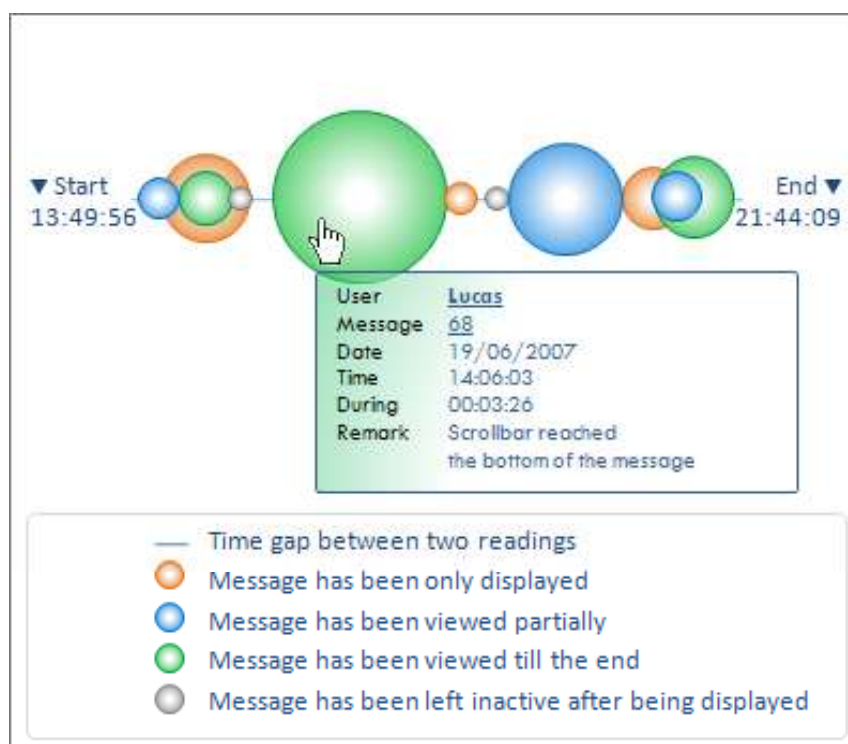 ▼ Start
13:49:56
End ▼
21:44:09
User Lucas
Message 68
Date 19/06/2007
Time 14:06:03
During 00:03:26
Remark Scrollbar reached
the bottom of the message
Time gap between two readings
Message has been only displayed
Message has been viewed partially
Message has been viewed till the end
Message has been left inactive after being displayed